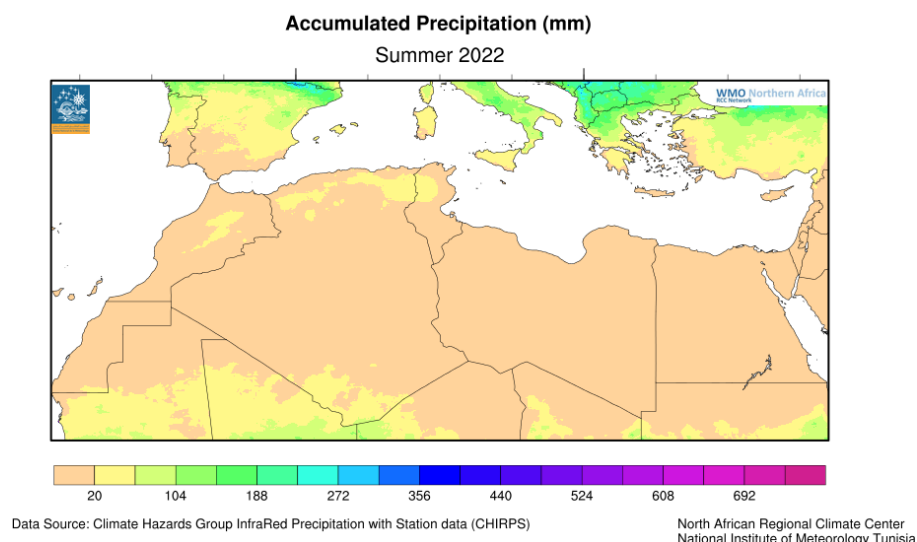 Accumulated Precipitation (mm)
Summer 2022
WMO Northern Africa
RCC Network
20 104 188 272 356 440 524 608 692
Data Source: Climate Hazards Group InfraRed Precipitation with Station data (CHIRPS)
North African Regional Climate Center
National Institute of Meteorology Tunisia